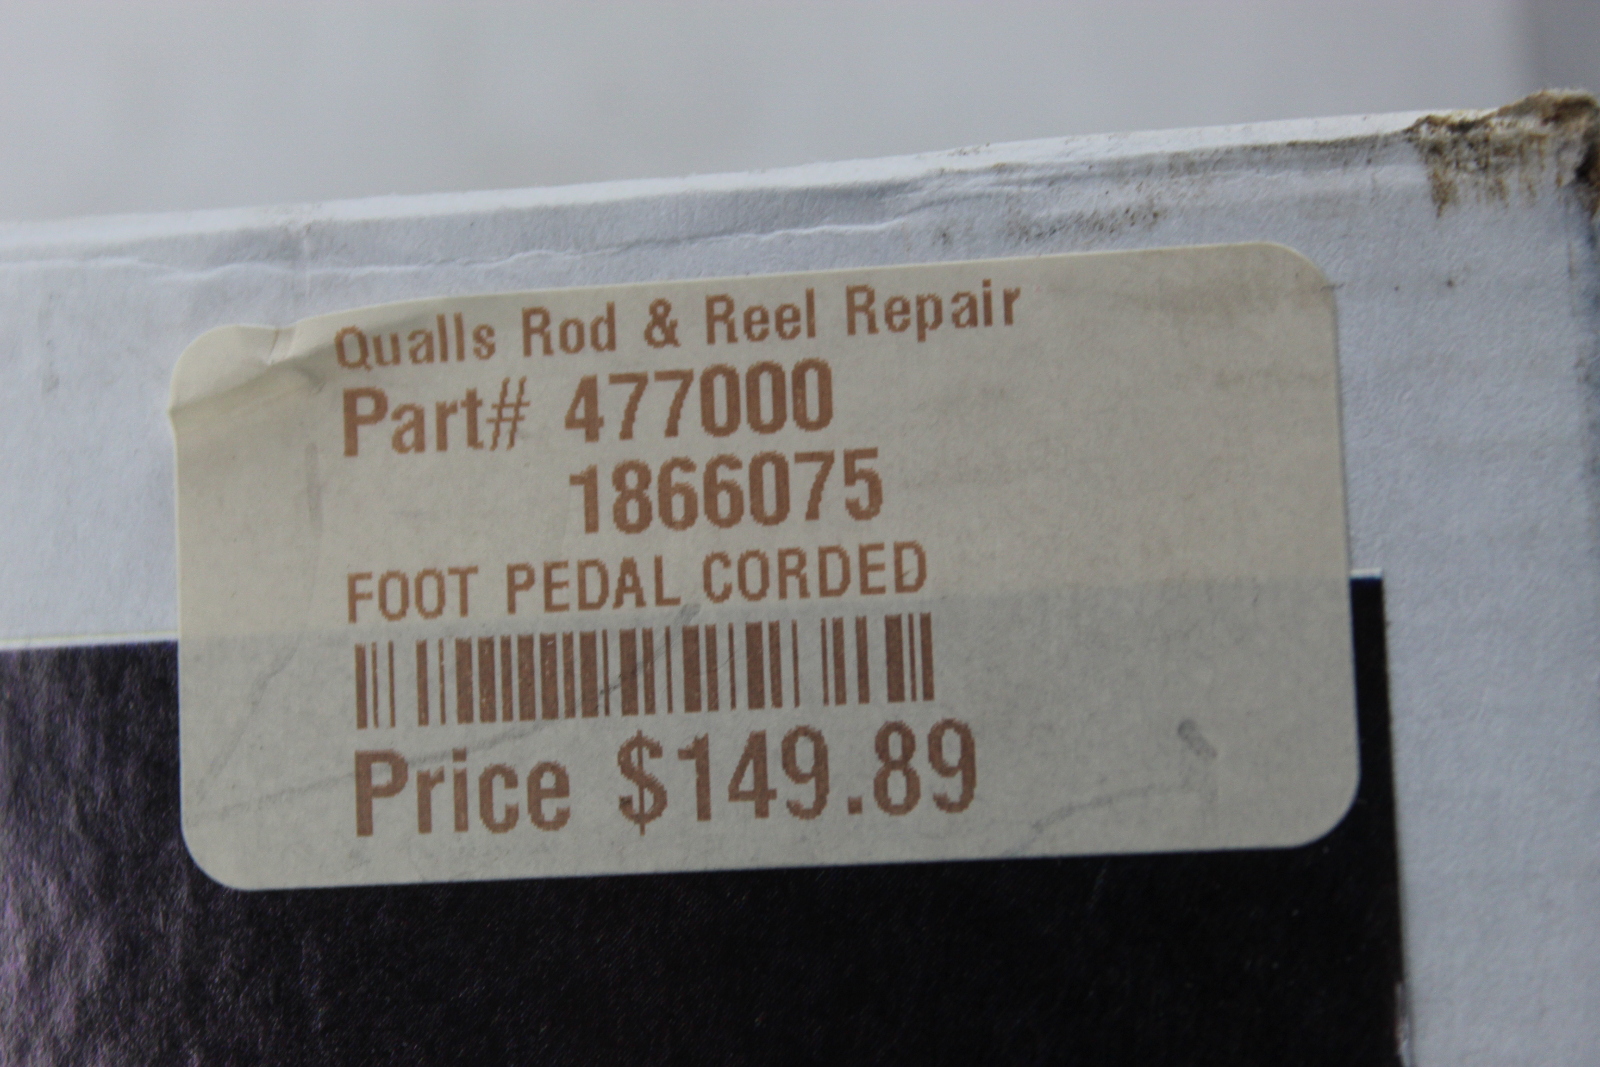 Qualls Rod & Reel Repair
Part# 477000
1866075
FOOT PEDAL CORDED
Price $149.89